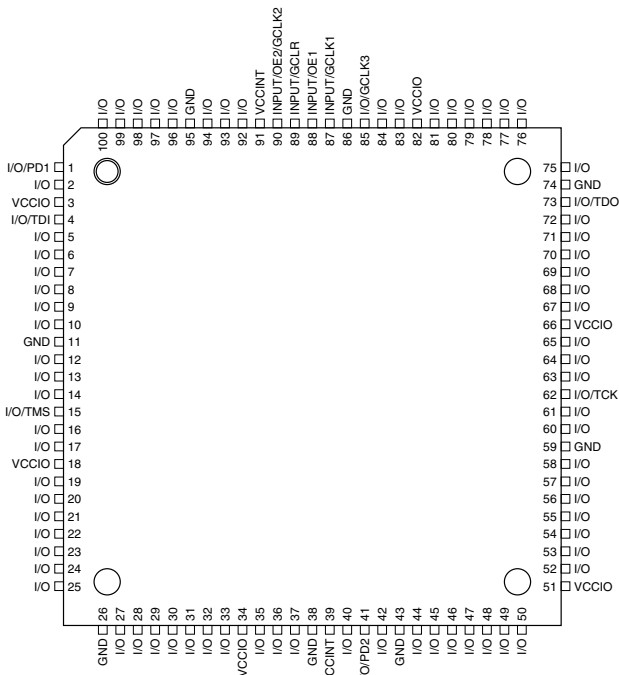 100 I/O
99 I/O
98 I/O
97 I/O
96 I/O
95 GND
94 I/O
93 I/O
92 I/O
91 VCCINT
90 INPUT/OE2/GCLK2
89 INPUT/GCLR
88 INPUT/OE1
87 INPUT/GCLK1
86 GND
85 I/O/GCLK3
84 I/O
83 I/O
82 VCCIO
81 I/O
80 I/O
79 I/O
78 I/O
77 I/O
76 I/O
I/O/PD1 1
I/O 2
VCCIO 3
I/O/TDI 4
I/O 5
I/O 6
I/O 7
I/O 8
I/O 9
I/O 10
GND 11
I/O 12
I/O 13
I/O 14
I/O/TMS 15
I/O 16
I/O 17
VCCIO 18
I/O 19
I/O 20
I/O 21
I/O 22
I/O 23
I/O 24
I/O 25
75 I/O
74 GND
73 I/O/TDO
72 I/O
71 I/O
70 I/O
69 I/O
68 I/O
67 I/O
66 VCCIO
65 I/O
64 I/O
63 I/O
62 I/O/TCK
61 I/O
60 I/O
59 GND
58 I/O
57 I/O
56 I/O
55 I/O
54 I/O
53 I/O
52 I/O
51 VCCIO
GND 26
I/O 27
I/O 28
I/O 29
I/O 30
I/O 31
I/O 32
I/O 33
VCCIO 34
I/O 35
I/O 36
I/O 37
GND 38
CCINT 39
I/O 40
O/PD2 41
I/O 42
GND 43
I/O 44
I/O 45
I/O 46
I/O 47
I/O 48
I/O 49
I/O 50